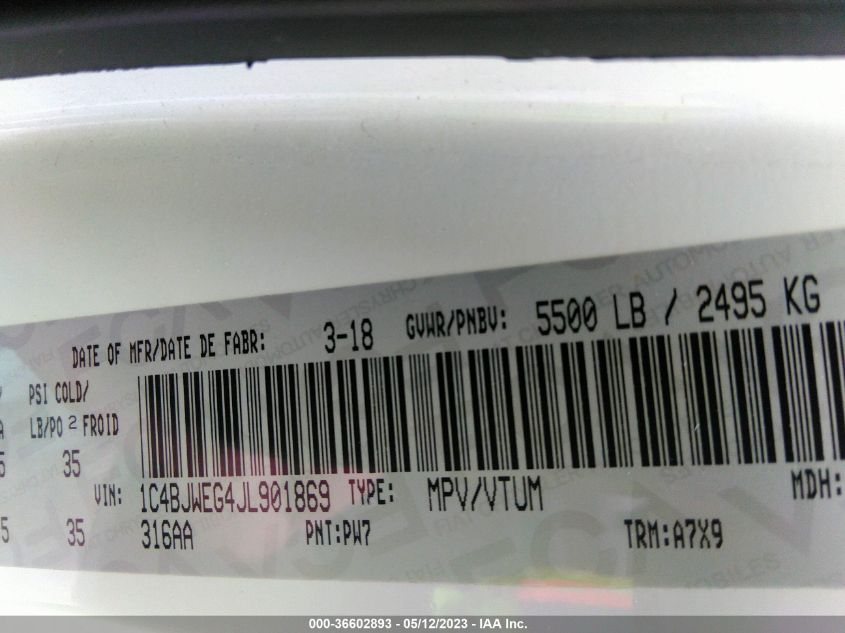 DATE OF MFR/DATE DE FABR: 3-18 GVWR/PNBV: 5500 LB / 2495 KG
PSI COLD/
LB/PO 2 FROID
35
VIN: 1C4BJWEG4JL901869 TYPE: MPV/VTUM MDH:
35 316AA PNT:PW7 TRM:A7X9
000-36602893 - 05/12/2023 - IAA Inc.